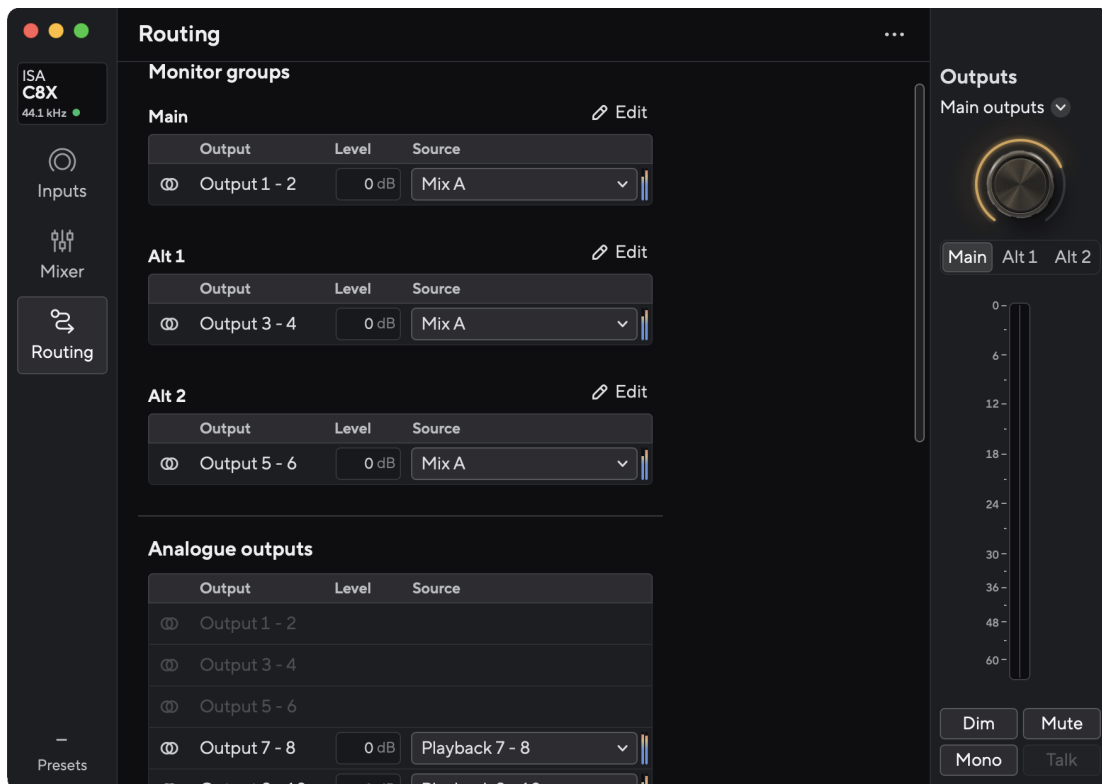 Routing
...
ISA
C8X
44.1 kHz
Inputs
Mixer
Routing
–
Presets
Monitor groups
Main
Edit
Output Level Source
Output 1 - 2 0 dB Mix A
Alt 1
Edit
Output Level Source
Output 3 - 4 0 dB Mix A
Alt 2
Edit
Output Level Source
Output 5 - 6 0 dB Mix A
Analogue outputs
Output Level Source
Output 1 - 2
Output 3 - 4
Output 5 - 6
Output 7 - 8 0 dB Playback 7 - 8
Outputs
Main outputs
Main Alt 1 Alt 2
0
6
12
18
24
30
36
48
60
Dim Mute
Mono Talk